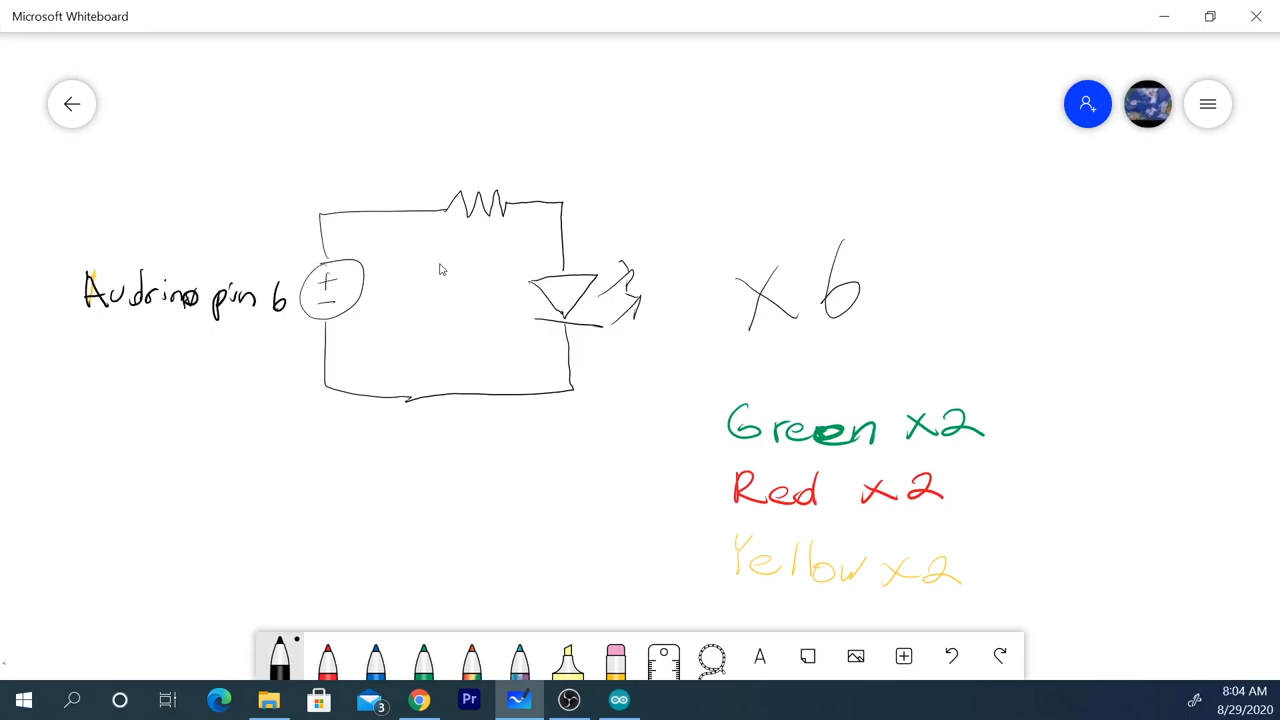 Microsoft Whiteboard
Audrino pin 6
+
−
x 6
Green x2
Red x2
Yellow x2
A
3
Pr
8:04 AM
8/29/2020